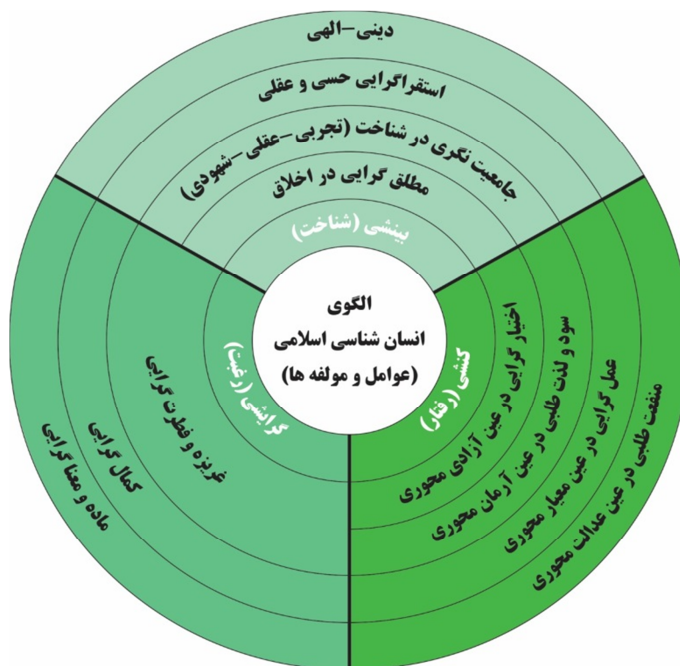 دینی-الهی
استقراگرایی حسی و عقلی
جامعیت نگری در شناخت (تجربی-عقلی-شهودی)
مطلق گرایی در اخلاق
بینشی (شناخت)
الگوی
انسان شناسی اسلامی
(عوامل و مولفه ها)
کنشی (رفتار)
اختیار گرایی در عین آزادی محوری
سود و لذت طلبی در عین آرمان محوری
عمل گرایی در عین معیار محوری
منفعت طلبی در عین عدالت محوری
گرایشی (رغبت)
غریزه و فطرت گرایی
کمال گرایی
ماده و معنا گرایی